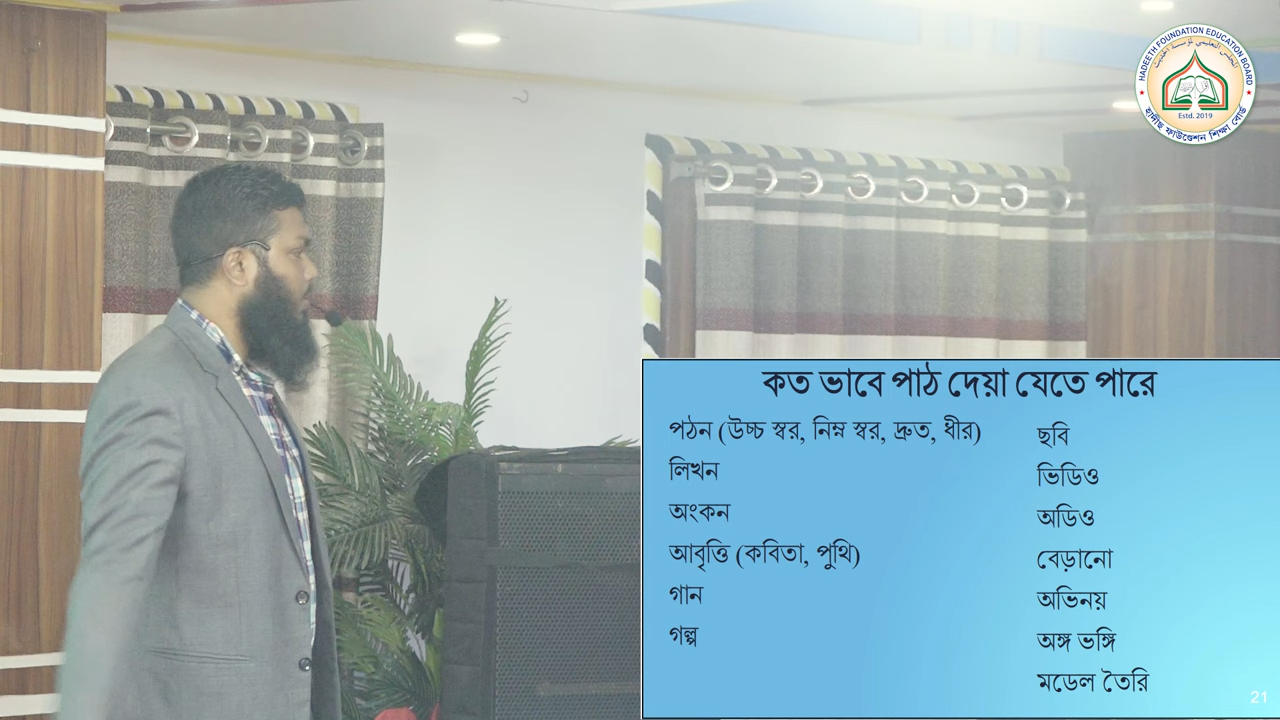 HADEETH FOUNDATION EDUCATION BOARD
Estd. 2019
হাদীছ ফাউণ্ডেশন শিক্ষা বোর্ড
কত ভাবে পাঠ দেয়া যেতে পারে
পঠন (উচ্চ স্বর, নিম্ন স্বর, দ্রুত, ধীর)
লিখন
অংকন
আবৃত্তি (কবিতা, পুথি)
গান
গল্প
ছবি
ভিডিও
অডিও
বেড়ানো
অভিনয়
অঙ্গ ভঙ্গি
মডেল তৈরি
21